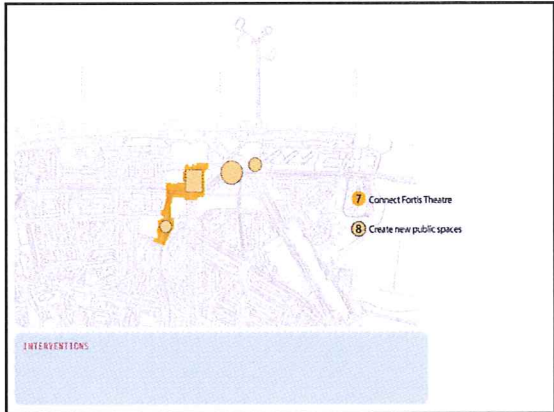 7 Connect Fortis Theatre
8 Create new public spaces
INTERVENTIONS